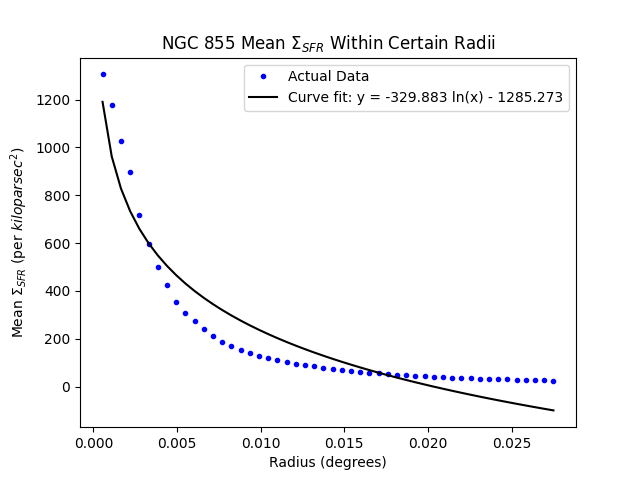 NGC 855 Mean Σ_SFR Within Certain Radii
Actual Data
Curve fit: y = -329.883 ln(x) - 1285.273
Mean Σ_SFR (per kiloparsec²)
1200
1000
800
600
400
200
0
0.000 0.005 0.010 0.015 0.020 0.025
Radius (degrees)